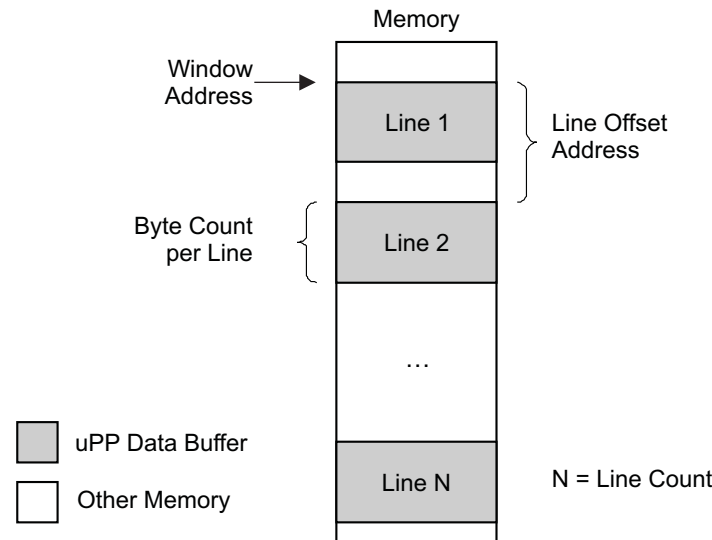 Memory
Window
Address
Line 1
Line Offset
Address
Byte Count
per Line
Line 2
...
uPP Data Buffer
Line N
N = Line Count
Other Memory